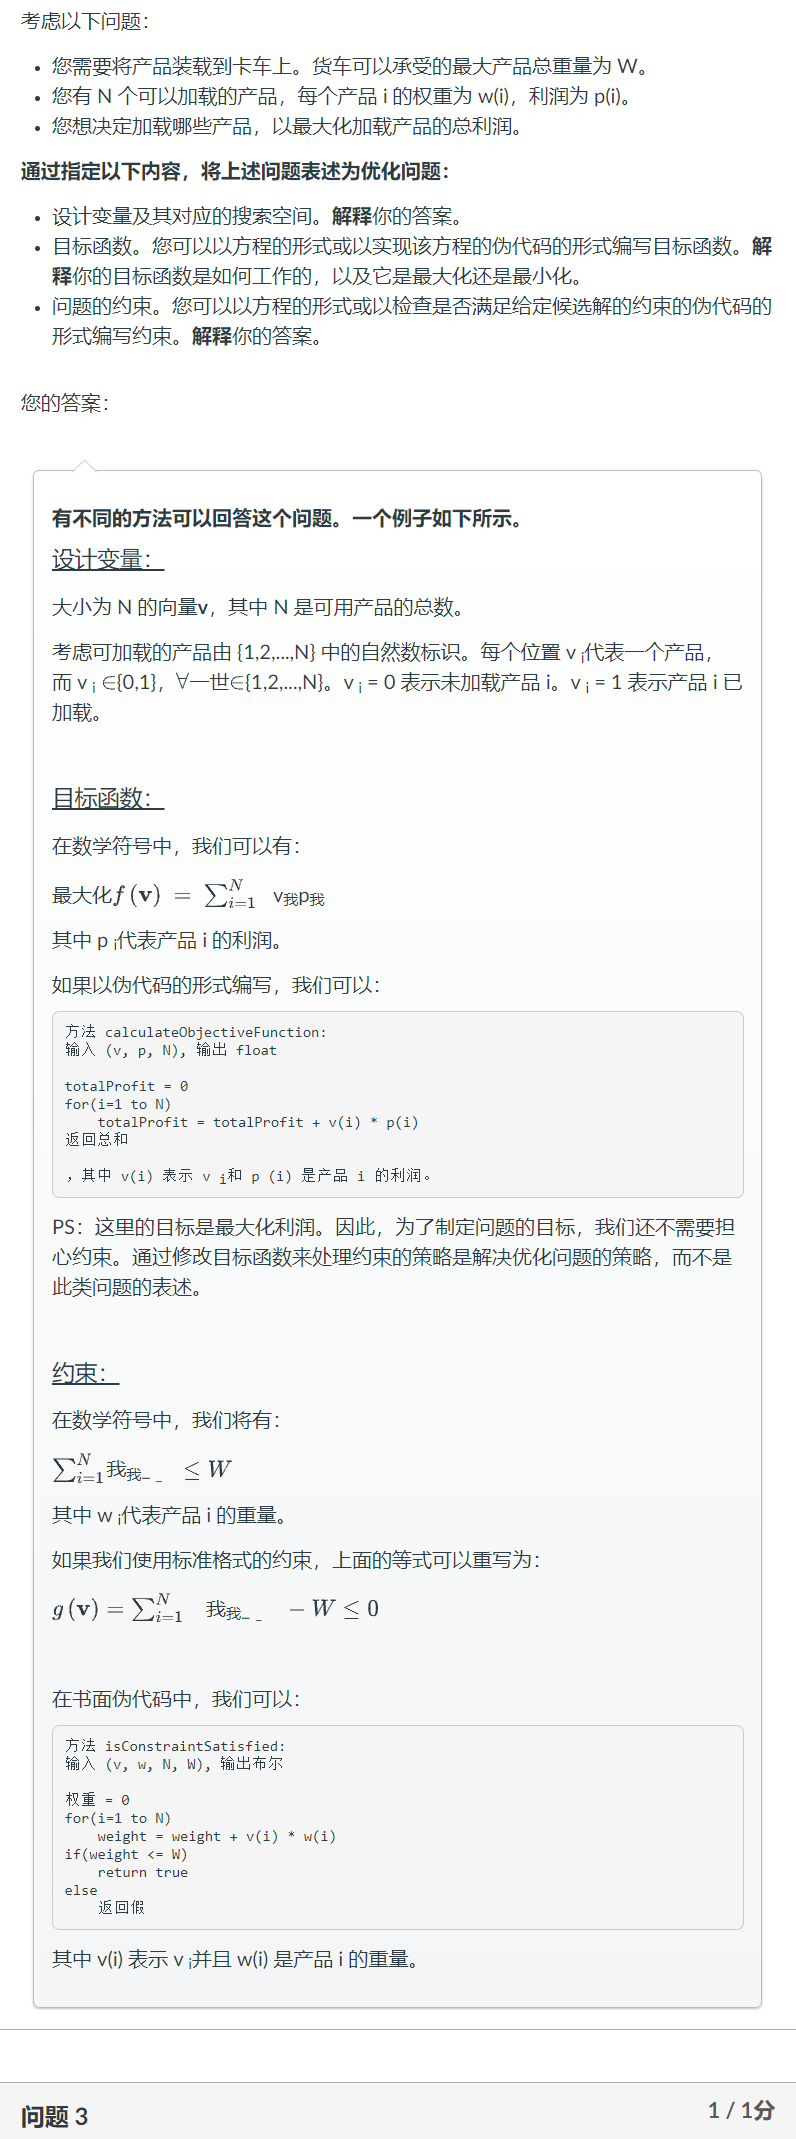 考虑以下问题：
• 您需要将产品装载到卡车上。货车可以承受的最大产品总重量为 W。
• 您有 N 个可以加载的产品，每个产品 i 的权重为 w(i)，利润为 p(i)。
• 您想决定加载哪些产品，以最大化加载产品的总利润。
通过指定以下内容，将上述问题表述为优化问题：
• 设计变量及其对应的搜索空间。解释你的答案。
• 目标函数。您可以以方程的形式或以实现该方程的伪代码的形式编写目标函数。解
释你的目标函数是如何工作的，以及它是最大化还是最小化。
• 问题的约束。您可以以方程的形式或以检查是否满足给定候选解的约束的伪代码的
形式编写约束。解释你的答案。
您的答案：
有不同的方法可以回答这个问题。一个例子如下所示。
设计变量：
大小为 N 的向量v，其中 N 是可用产品的总数。
考虑可加载的产品由 {1,2,...,N} 中的自然数标识。每个位置 v i代表一个产品，
而 v i ∈{0,1}，∀一世∈{1,2,...,N}。v i = 0 表示未加载产品 i。v i = 1 表示产品 i 已
加载。
目标函数：
在数学符号中，我们可以有：
最大化f (v) = ∑_{i=1}^{N} v我p我
其中 p i代表产品 i 的利润。
如果以伪代码的形式编写，我们可以：
方法 calculateObjectiveFunction:
输入 (v, p, N), 输出 float
totalProfit = 0
for(i=1 to N)
totalProfit = totalProfit + v(i) * p(i)
返回总和
，其中 v(i) 表示 v i和 p (i) 是产品 i 的利润。
PS：这里的目标是最大化利润。因此，为了制定问题的目标，我们还不需要担
心约束。通过修改目标函数来处理约束的策略是解决优化问题的策略，而不是
此类问题的表述。
约束：
在数学符号中，我们将有：
∑_{i=1}^{N} 我我_ _ ≤ W
其中 w i代表产品 i 的重量。
如果我们使用标准格式的约束，上面的等式可以重写为：
g (v) = ∑_{i=1}^{N} 我我_ _ − W ≤ 0
在书面伪代码中，我们可以：
方法 isConstraintSatisfied:
输入 (v, w, N, W), 输出布尔
权重 = 0
for(i=1 to N)
weight = weight + v(i) * w(i)
if(weight <= W)
return true
else
返回假
其中 v(i) 表示 v i并且 w(i) 是产品 i 的重量。
问题 3
1 / 1分